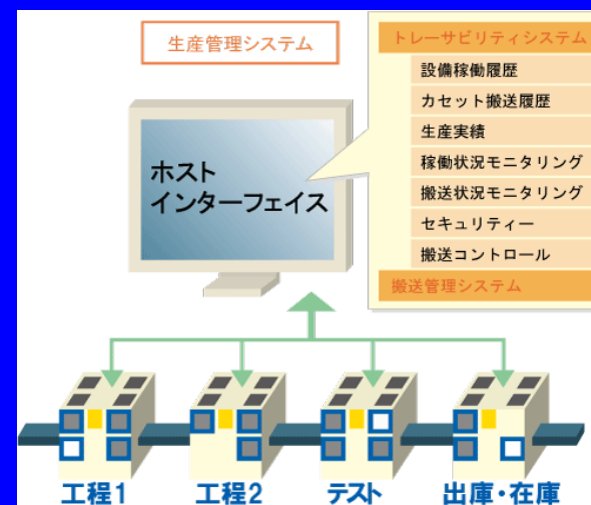 生産管理システム
トレーサビリティシステム
設備稼働履歴
カセット搬送履歴
生産実績
稼働状況モニタリング
搬送状況モニタリング
セキュリティー
搬送コントロール
搬送管理システム
ホスト
インターフェイス
工程1
工程2
テスト
出庫・在庫